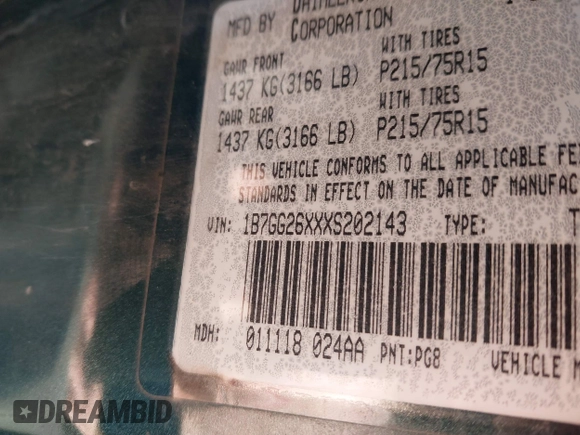 MFD BY
CORPORATION
GAWR FRONT WITH TIRES
1437 KG(3166 LB) P215/75R15
GAWR REAR WITH TIRES
1437 KG(3166 LB) P215/75R15
THIS VEHICLE CONFORMS TO ALL APPLICABLE FE
STANDARDS IN EFFECT ON THE DATE OF MANUFAC
VIN: 1B7GG26XXXS202143 TYPE: T
MDH: 011118 024AA PNT:PG8 VEHICLE M
DREAMBID